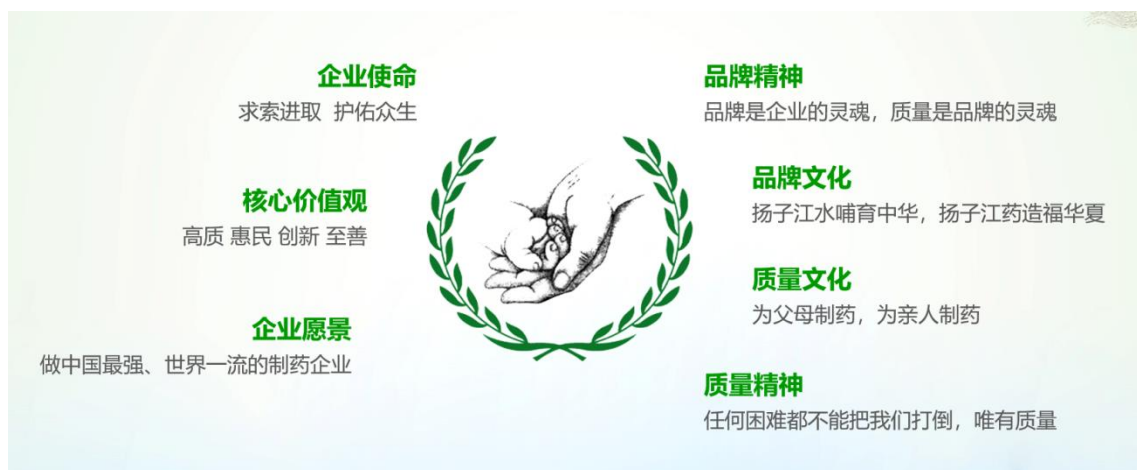 企业使命
求索进取 护佑众生
核心价值观
高质 惠民 创新 至善
企业愿景
做中国最强、世界一流的制药企业
品牌精神
品牌是企业的灵魂，质量是品牌的灵魂
品牌文化
扬子江水哺育中华，扬子江药造福华夏
质量文化
为父母制药，为亲人制药
质量精神
任何困难都不能把我们打倒，唯有质量